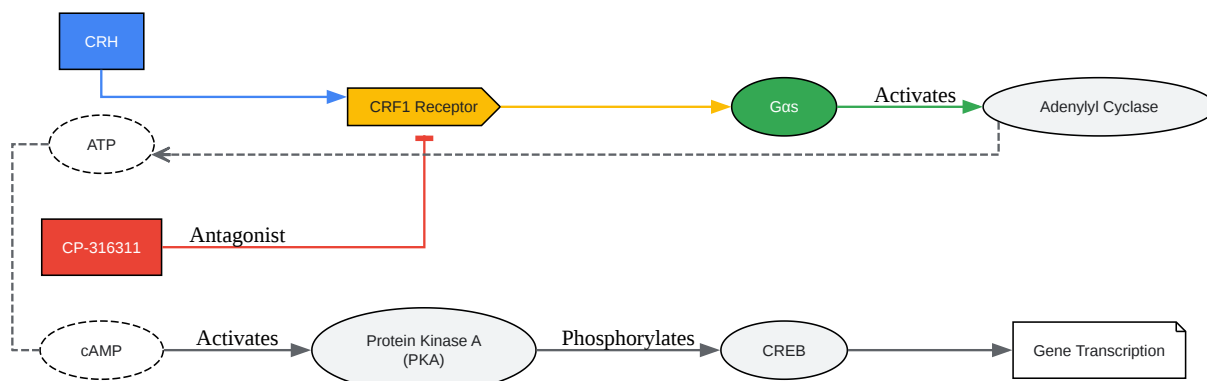 CRH
CRF1 Receptor
Gαs
Activates
Adenylyl Cyclase
ATP
CP-316311
Antagonist
cAMP
Activates
Protein Kinase A
(PKA)
Phosphorylates
CREB
Gene Transcription